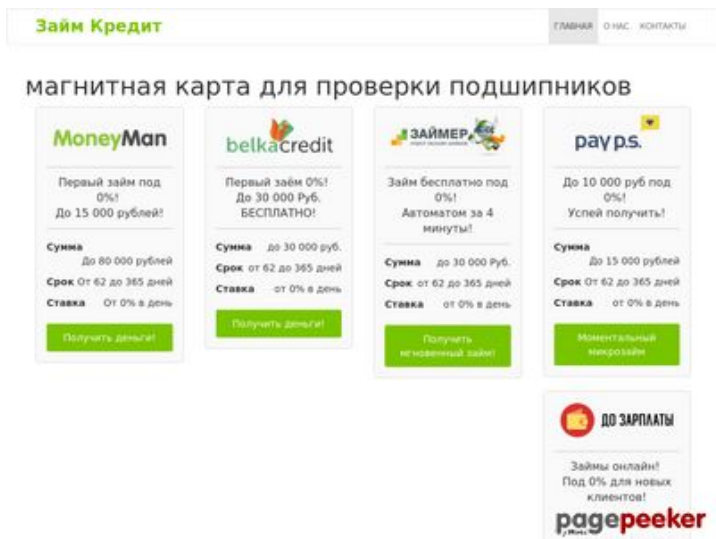 Займ Кредит
ГЛАВНАЯ О НАС. КОНТАКТЫ
магнитная карта для проверки подшипников
MoneyMan
Первый займ под
0%!
До 15 000 рублей!
Сумма
До 80 000 рублей
Срок От 62 до 365 дней
Ставка От 0% в день
Получить деньги!
belkacredit
Первый заём 0%!
До 30 000 Руб.
БЕСПЛАТНО!
Сумма до 30 000 руб.
Срок от 62 до 365 дней
Ставка от 0% в день
Получить деньги!
ЗАЙМЕР
Займ бесплатно под
0%!
Автоматом за 4
минуты!
Сумма до 30 000 Руб.
Срок от 62 до 365 дней
Ставка от 0% в день
Получить
мгновенный займ!
pay p.s.
До 10 000 руб под
0%!
Успей получить!
Сумма
До 15 000 рублей
Срок От 62 до 365 дней
Ставка от 0% в день
Моментальный
микрозайм
ДО ЗАРПЛАТЫ
Займы онлайн!
Под 0% для новых
клиентов!
pagepeeker